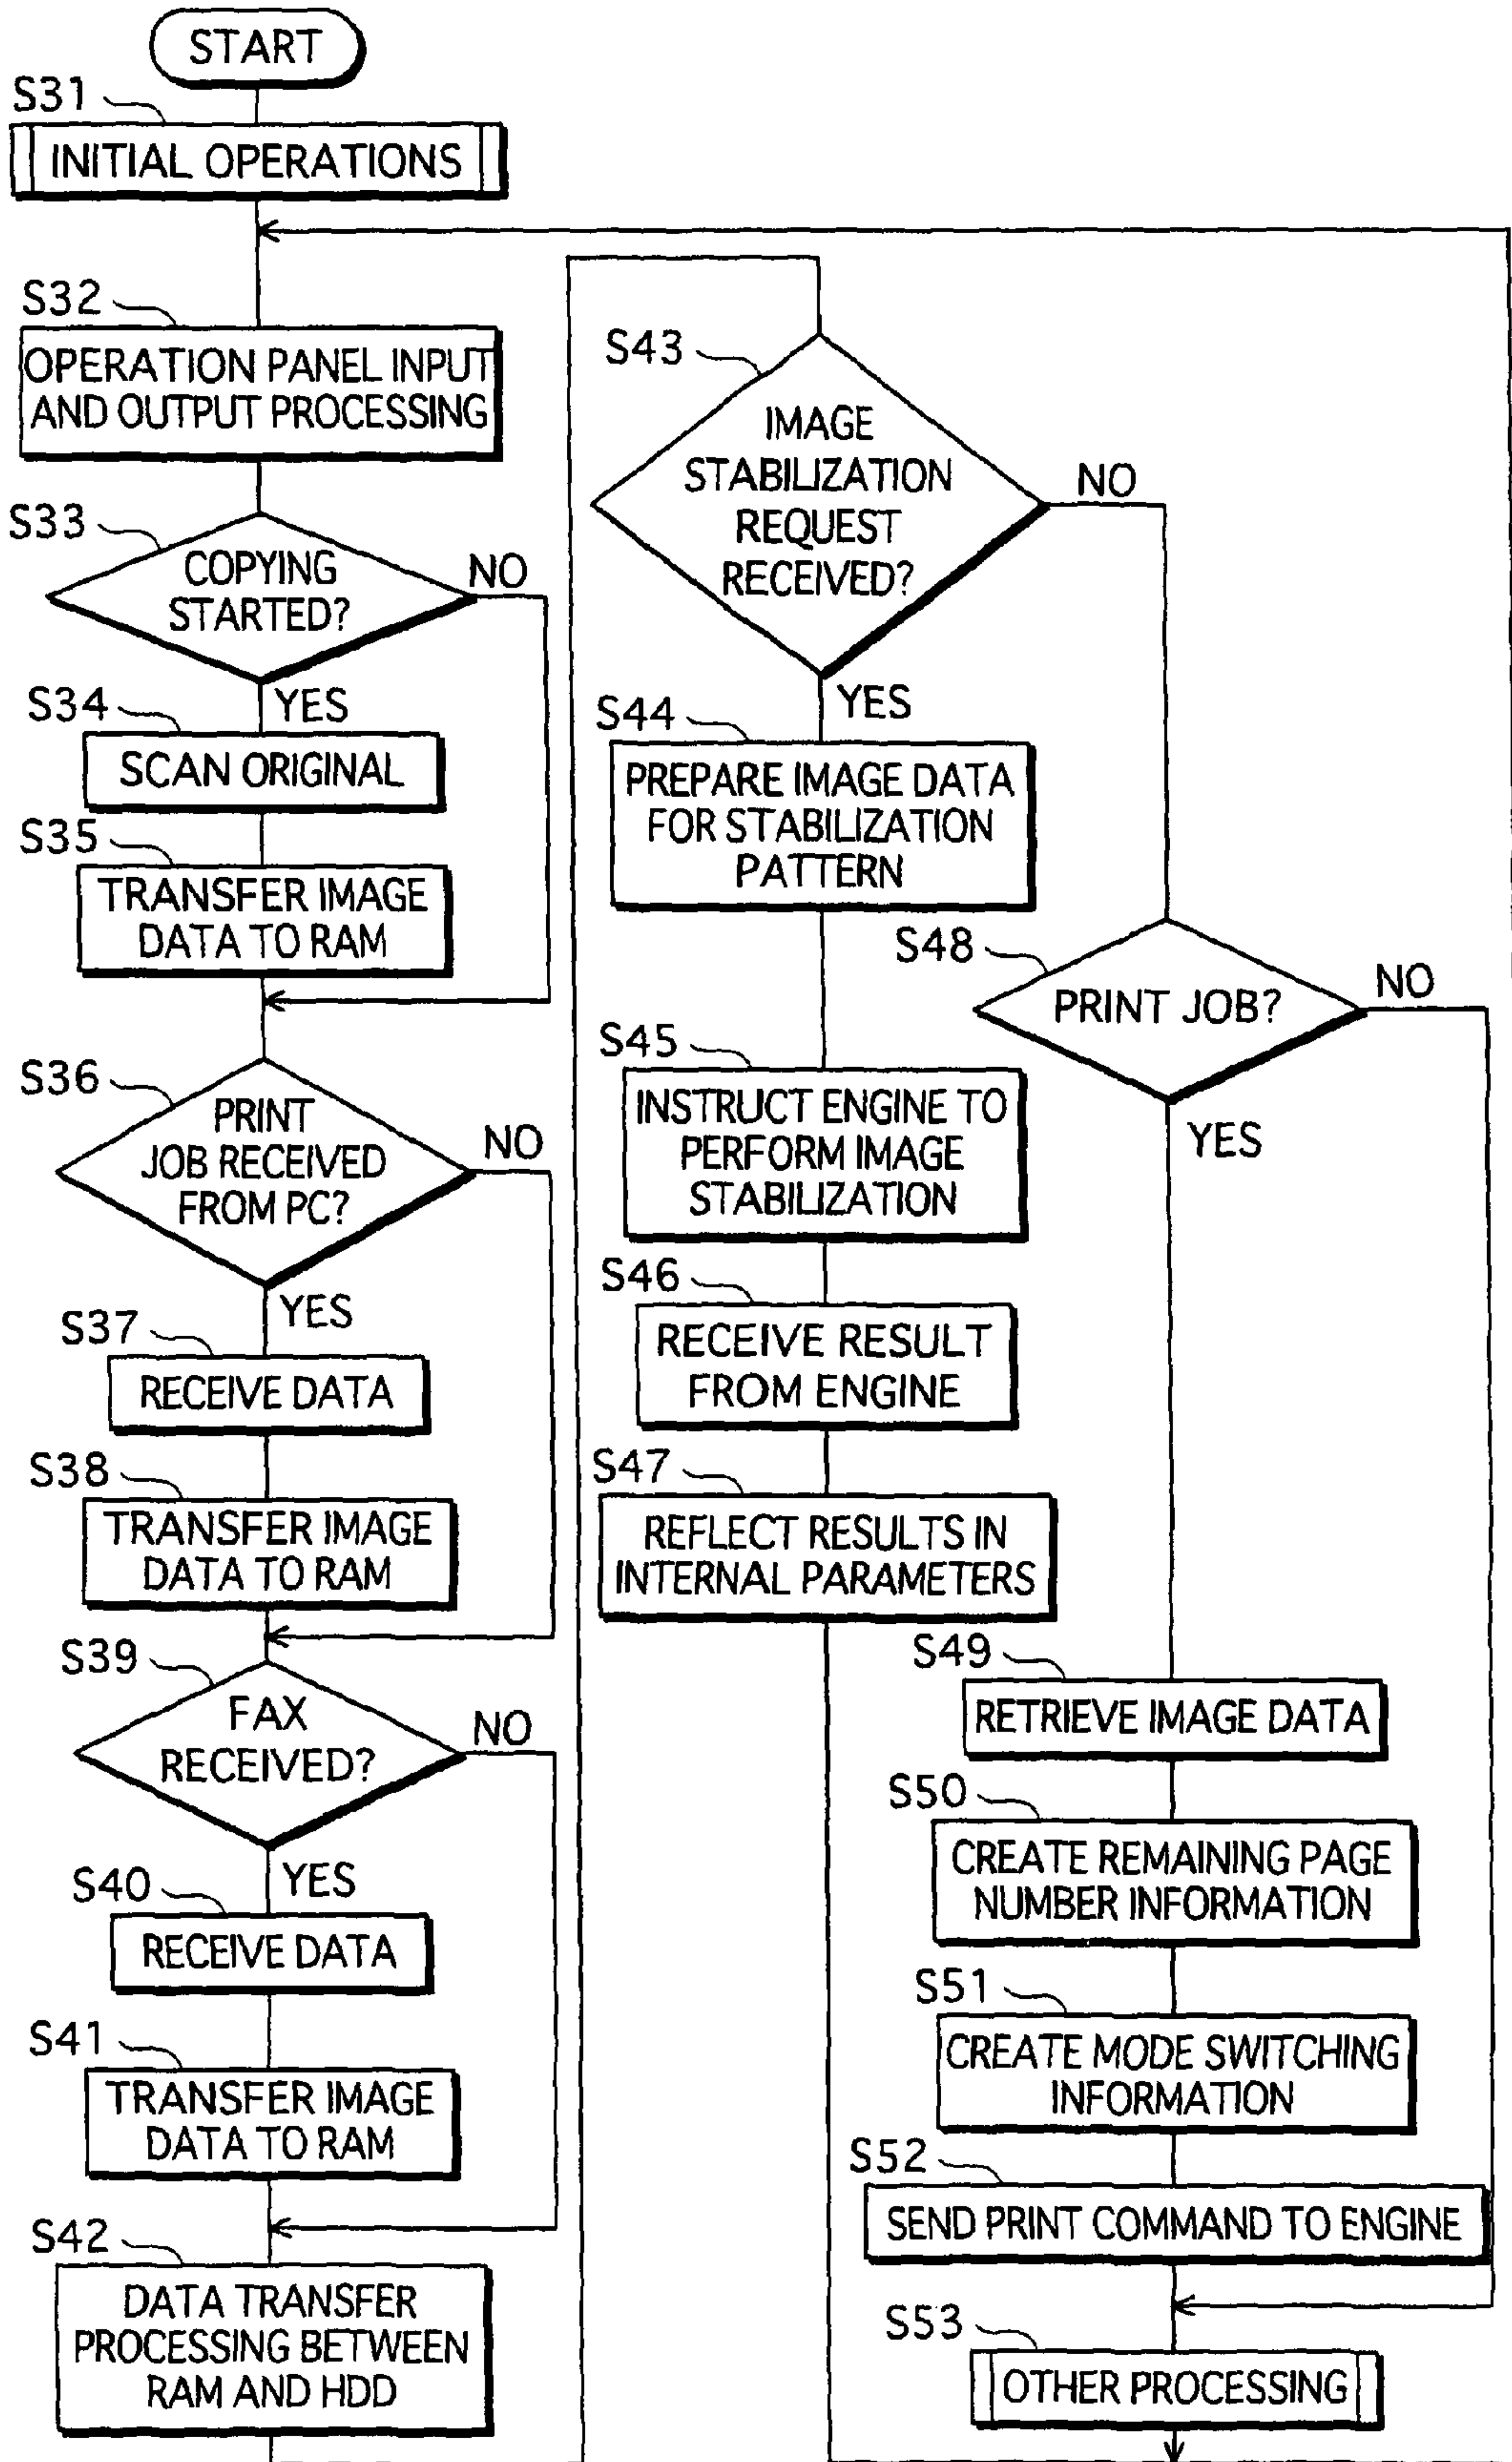 START
S31
INITIAL OPERATIONS
S32
OPERATION PANEL INPUT
AND OUTPUT PROCESSING
S33
COPYING
STARTED?
NO
YES
S34
SCAN ORIGINAL
S35
TRANSFER IMAGE
DATA TO RAM
S36
PRINT
JOB RECEIVED
FROM PC?
NO
YES
S37
RECEIVE DATA
S38
TRANSFER IMAGE
DATA TO RAM
S39
FAX
RECEIVED?
NO
YES
S40
RECEIVE DATA
S41
TRANSFER IMAGE
DATA TO RAM
S42
DATA TRANSFER
PROCESSING BETWEEN
RAM AND HDD
S43
IMAGE
STABILIZATION
REQUEST
RECEIVED?
NO
YES
S44
PREPARE IMAGE DATA
FOR STABILIZATION
PATTERN
S45
INSTRUCT ENGINE TO
PERFORM IMAGE
STABILIZATION
S46
RECEIVE RESULT
FROM ENGINE
S47
REFLECT RESULTS IN
INTERNAL PARAMETERS
S48
PRINT JOB?
NO
YES
S49
RETRIEVE IMAGE DATA
S50
CREATE REMAINING PAGE
NUMBER INFORMATION
S51
CREATE MODE SWITCHING
INFORMATION
S52
SEND PRINT COMMAND TO ENGINE
S53
OTHER PROCESSING